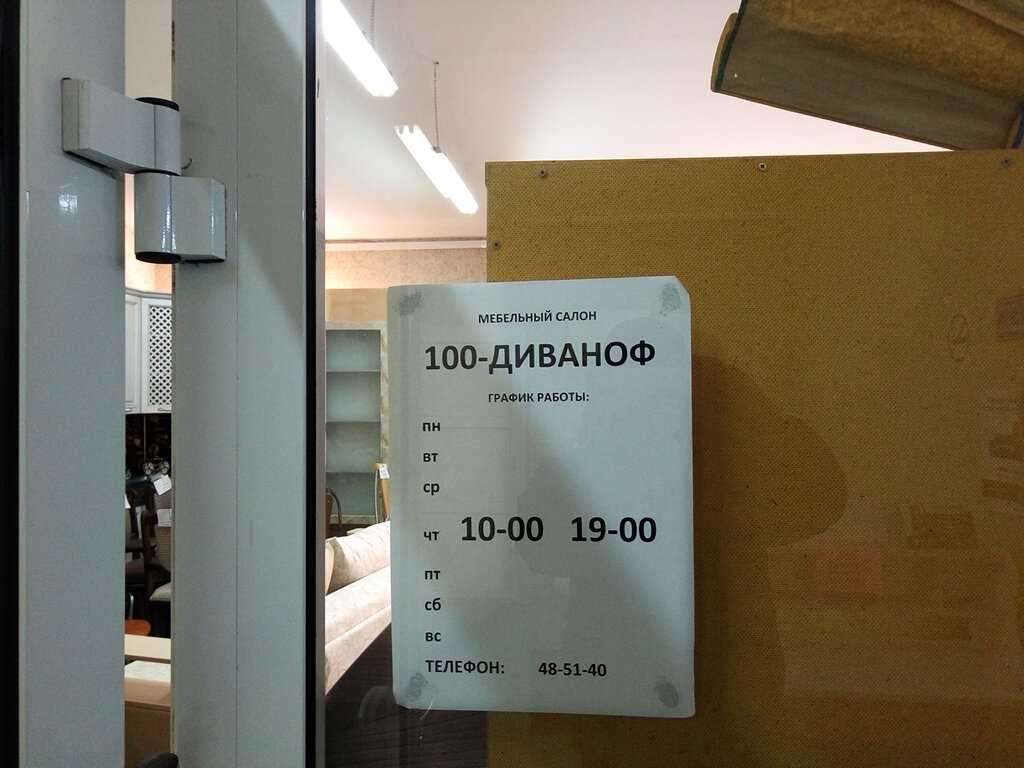 МЕБЕЛЬНЫЙ САЛОН
100-ДИВАНОФ
ГРАФИК РАБОТЫ:
ПН
ВТ
СР
ЧТ 10-00 19-00
ПТ
СБ
ВС
ТЕЛЕФОН: 48-51-40